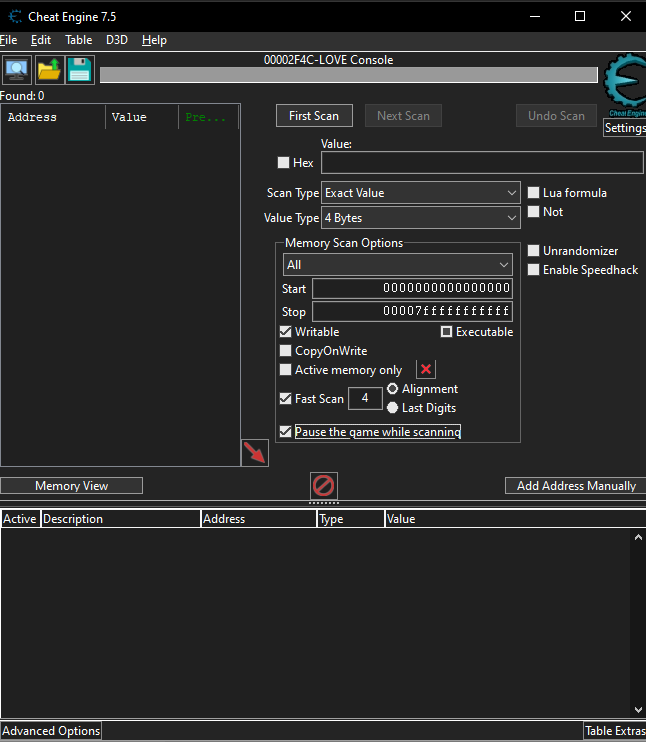 Cheat Engine 7.5
File Edit Table D3D Help
00002F4C-LOVE Console
Found: 0
Cheat Engine
Settings
Address Value Pre...
First Scan Next Scan Undo Scan
Value:
Hex
Scan Type Exact Value Lua formula
Not
Value Type 4 Bytes
Memory Scan Options
All
Unrandomizer
Enable Speedhack
Start 0000000000000000
Stop 00007fffffffffff
Writable Executable
CopyOnWrite
Active memory only
Fast Scan 4 Alignment
Last Digits
Pause the game while scanning
Memory View Add Address Manually
Active Description Address Type Value
Advanced Options Table Extras